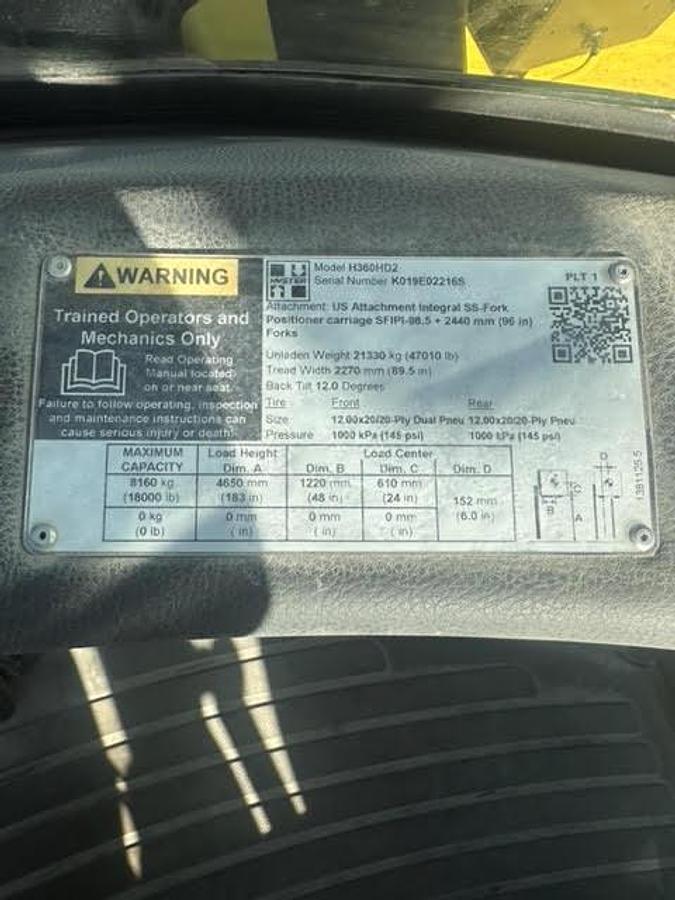 WARNING
Trained Operators and
Mechanics Only
Read Operating
Manual located
on or near seat.
Failure to follow operating, inspection
and maintenance instructions can
cause serious injury or death!
HYSTER
Model H360HD2
Serial Number K019E02216S
PLT 1
Attachment: US Attachment Integral SS-Fork
Positioner carriage SFIPI-98.5 + 2440 mm (96 in)
Forks
Unladen Weight 21330 kg (47010 lb)
Tread Width 2270 mm (89.5 in)
Back Tilt 12.0 Degrees
Tire Front Rear
Size 12.00x20/20-Ply Dual Pneu 12.00x20/20-Ply Pneu
Pressure 1000 kPa (145 psi) 1000 kPa (145 psi)
MAXIMUM CAPACITY Load Height Dim. A Load Center
Dim. B Dim. C Dim. D
8160 kg 4650 mm 1220 mm 610 mm
(18000 lb) (183 in) (48 in) (24 in)
152 mm
(6.0 in)
0 kg 0 mm 0 mm 0 mm
(0 lb) ( in) ( in) ( in)
D
C
B
A
1381125.5